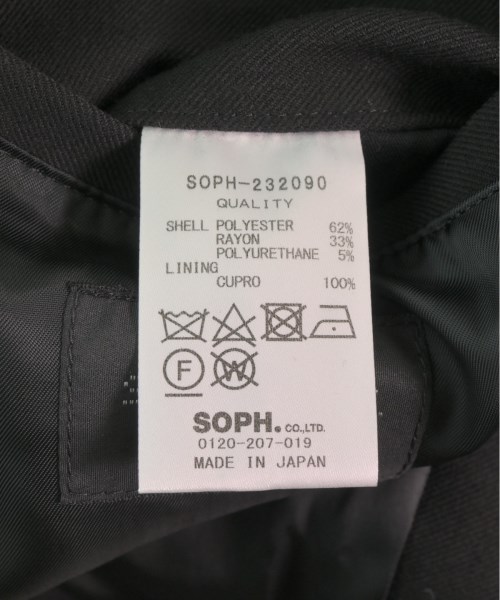 SOPH-232090
QUALITY
SHELL POLYESTER 62%
RAYON 33%
POLYURETHANE 5%
LINING
CUPRO 100%
F W
SOPH. CO.,LTD.
0120-207-019
MADE IN JAPAN